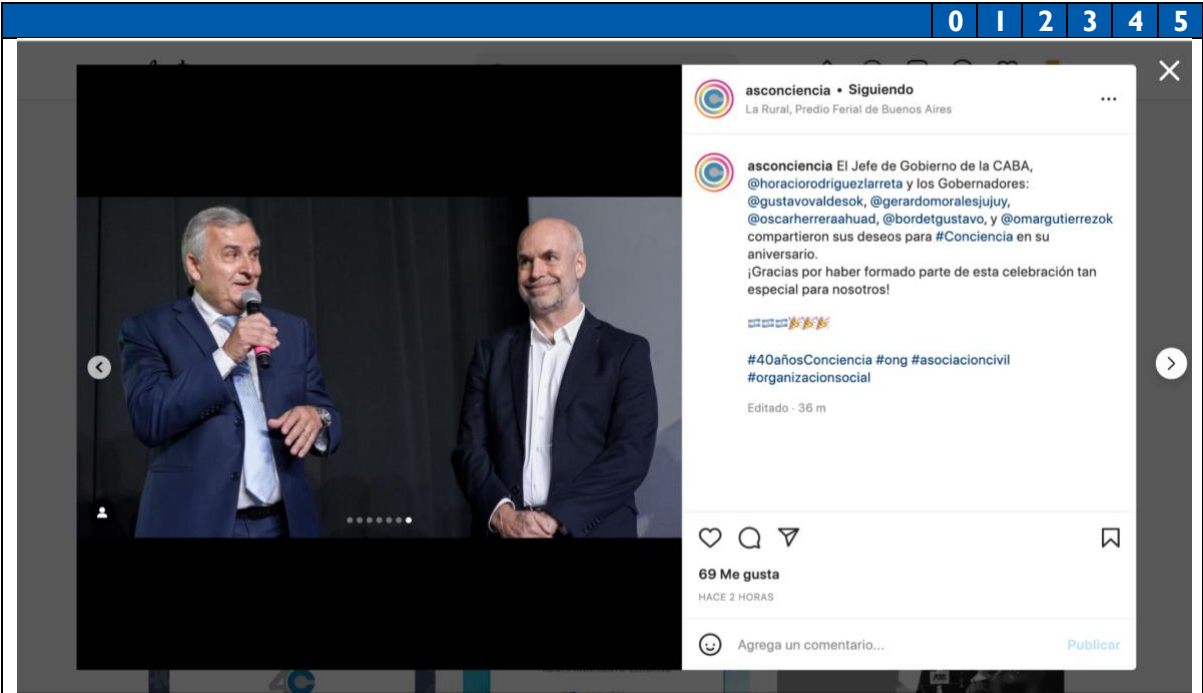 0 1 2 3 4 5
asconciencia • Siguiendo
La Rural, Predio Ferial de Buenos Aires
asconciencia El Jefe de Gobierno de la CABA,
@horaciorodriguezlarreta y los Gobernadores:
@gustavovaldesok, @gerardomoralesjujuy,
@oscarherreraahuad, @bordetgustavo, y @omargutierrezok
compartieron sus deseos para #Conciencia en su
aniversario.
¡Gracias por haber formado parte de esta celebración tan
especial para nosotros!
#40añosConciencia #ong #asociacioncivil
#organizacionsocial
Editado · 36 m
69 Me gusta
HACE 2 HORAS
Agrega un comentario...
Publicar